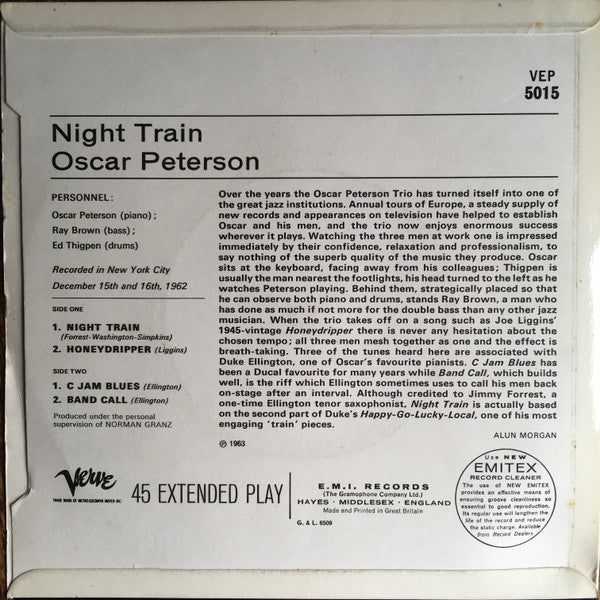 VEP
5015
Night Train
Oscar Peterson
PERSONNEL:
Oscar Peterson (piano);
Ray Brown (bass);
Ed Thigpen (drums)
Recorded in New York City
December 15th and 16th, 1962
SIDE ONE
1. NIGHT TRAIN
(Forrest-Washington-Simpkins)
2. HONEYDRIPPER (Liggins)
SIDE TWO
1. C JAM BLUES (Ellington)
2. BAND CALL (Ellington)
Produced under the personal
supervision of NORMAN GRANZ
Over the years the Oscar Peterson Trio has turned itself into one of
the great jazz institutions. Annual tours of Europe, a steady supply of
new records and appearances on television have helped to establish
Oscar and his men, and the trio now enjoys enormous success
wherever it plays. Watching the three men at work one is impressed
immediately by their confidence, relaxation and professionalism, to
say nothing of the superb quality of the music they produce. Oscar
sits at the keyboard, facing away from his colleagues; Thigpen is
usually the man nearest the footlights, his head turned to the left as he
watches Peterson playing. Behind them, strategically placed so that
he can observe both piano and drums, stands Ray Brown, a man who
has done as much if not more for the double bass than any other jazz
musician. When the trio takes off on a song such as Joe Liggins'
1945-vintage Honeydripper there is never any hesitation about the
chosen tempo; all three men mesh together as one and the effect is
breath-taking. Three of the tunes heard here are associated with
Duke Ellington, one of Oscar's favourite pianists. C Jam Blues has
been a Ducal favourite for many years while Band Call, which builds
well, is the riff which Ellington sometimes uses to call his men back
on-stage after an interval. Although credited to Jimmy Forrest, a
one-time Ellington tenor saxophonist, Night Train is actually based
on the second part of Duke's Happy-Go-Lucky-Local, one of his most
engaging 'train' pieces.
ALUN MORGAN
℗ 1963
Verve
TRADE MARK OF METRO-GOLDWYN-MAYER INC
45 EXTENDED PLAY
E.M.I. RECORDS
(The Gramophone Company Ltd.)
HAYES · MIDDLESEX · ENGLAND
Made and Printed in Great Britain
G. & L. 6509
Use NEW
EMITEX
RECORD CLEANER
The use of NEW EMITEX
provides an effective means of
ensuring groove cleanliness so
essential to good reproduction.
Its regular use will lengthen the
life of the record and reduce
the static charge. Available
from Record Dealers